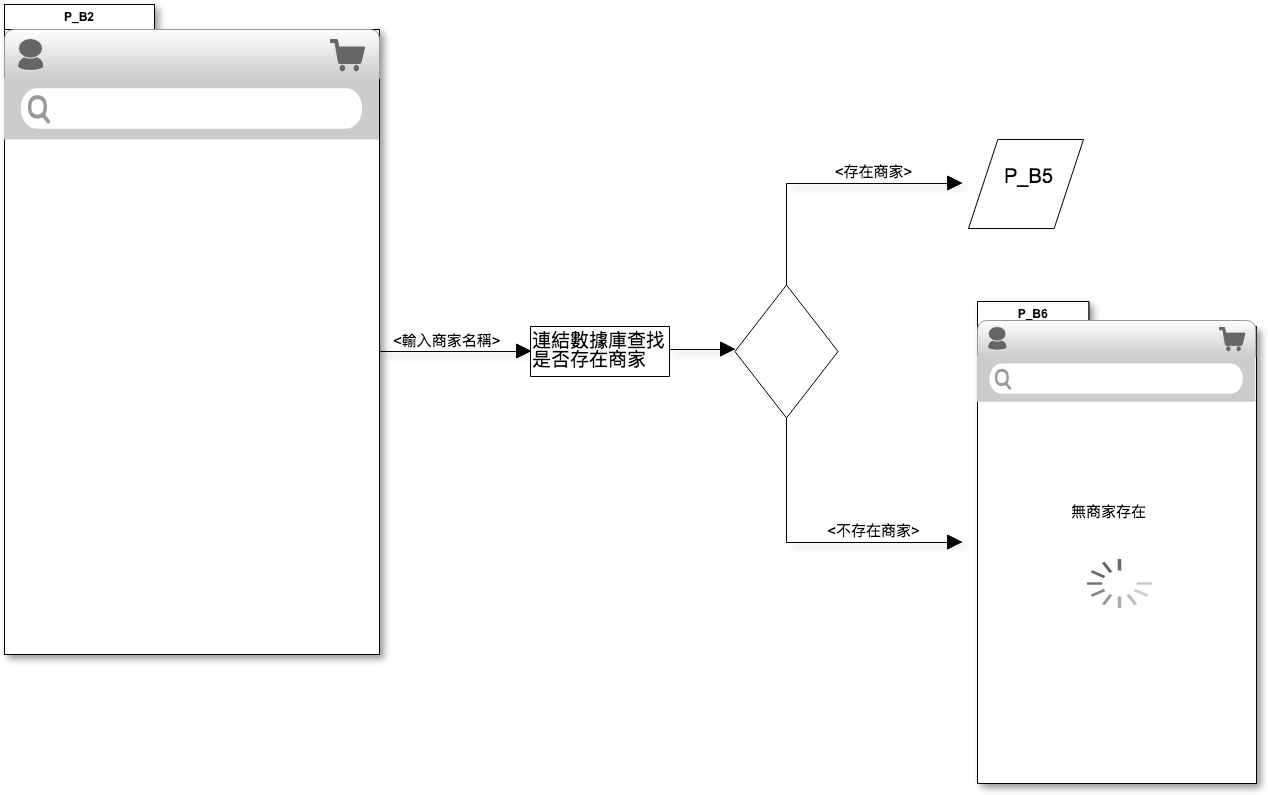 P_B2
<輸入商家名稱>
連結數據庫查找
是否存在商家
<存在商家>
P_B5
<不存在商家>
P_B6
無商家存在